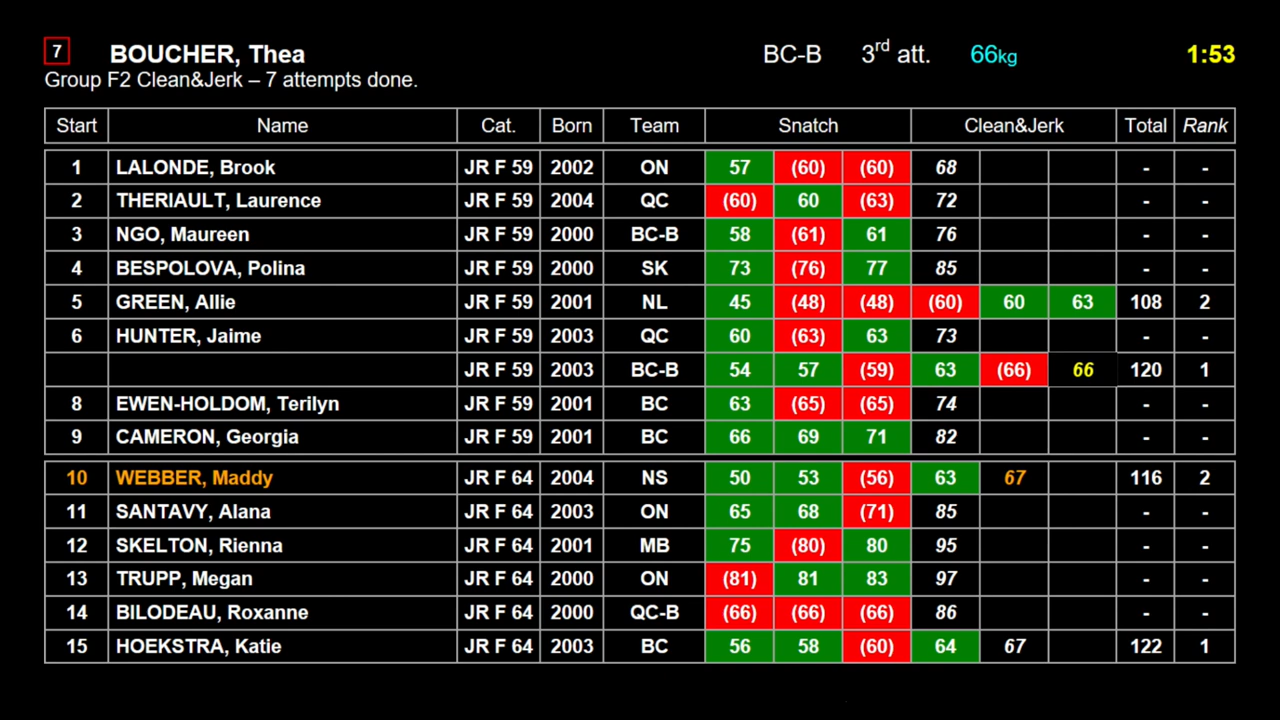 7 BOUCHER, Thea BC-B 3rd att. 66kg 1:53
Group F2 Clean&Jerk – 7 attempts done.
Start Name Cat. Born Team Snatch Clean&Jerk Total Rank
1 LALONDE, Brook JR F 59 2002 ON 57 (60) (60) 68 - -
2 THERIAULT, Laurence JR F 59 2004 QC (60) 60 (63) 72 - -
3 NGO, Maureen JR F 59 2000 BC-B 58 (61) 61 76 - -
4 BESPOLOVA, Polina JR F 59 2000 SK 73 (76) 77 85 - -
5 GREEN, Allie JR F 59 2001 NL 45 (48) (48) (60) 60 63 108 2
6 HUNTER, Jaime JR F 59 2003 QC 60 (63) 63 73 - -
JR F 59 2003 BC-B 54 57 (59) 63 (66) 66 120 1
8 EWEN-HOLDOM, Terilyn JR F 59 2001 BC 63 (65) (65) 74 - -
9 CAMERON, Georgia JR F 59 2001 BC 66 69 71 82 - -
10 WEBBER, Maddy JR F 64 2004 NS 50 53 (56) 63 67 116 2
11 SANTAVY, Alana JR F 64 2003 ON 65 68 (71) 85 - -
12 SKELTON, Rienna JR F 64 2001 MB 75 (80) 80 95 - -
13 TRUPP, Megan JR F 64 2000 ON (81) 81 83 97 - -
14 BILODEAU, Roxanne JR F 64 2000 QC-B (66) (66) (66) 86 - -
15 HOEKSTRA, Katie JR F 64 2003 BC 56 58 (60) 64 67 122 1